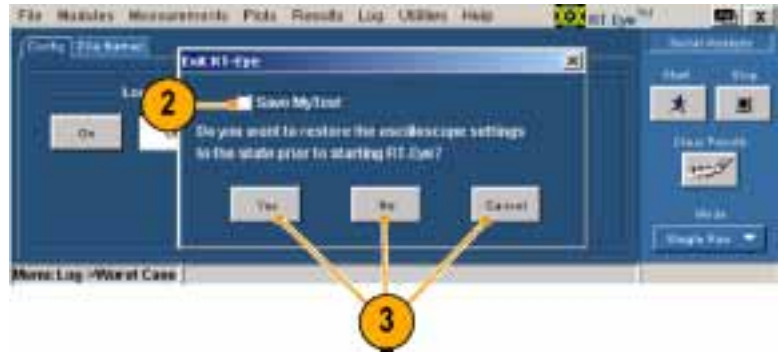 File Modules Measurements Plots Results Log Utilities Help RT-Eye
Config File Names
Serial Analysis
Exit RT-Eye
Start Stop
2
Save MyTest
On
Do you want to restore the oscilloscope settings
to the state prior to starting RT-Eye?
Clear Results
Yes No Cancel
Mode
Single Run
Menu: Log->Worst Case
3